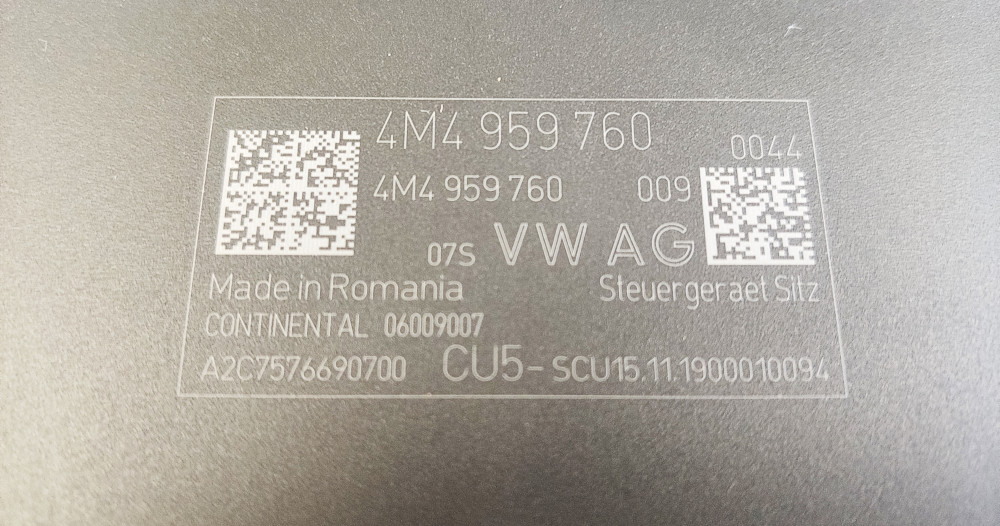 4M4 959 760
0044
4M4 959 760 009
07S VW AG
Made in Romania Steuergeraet Sitz
CONTINENTAL 06009007
A2C7576690700 CU5-SCU15.11.1900010094